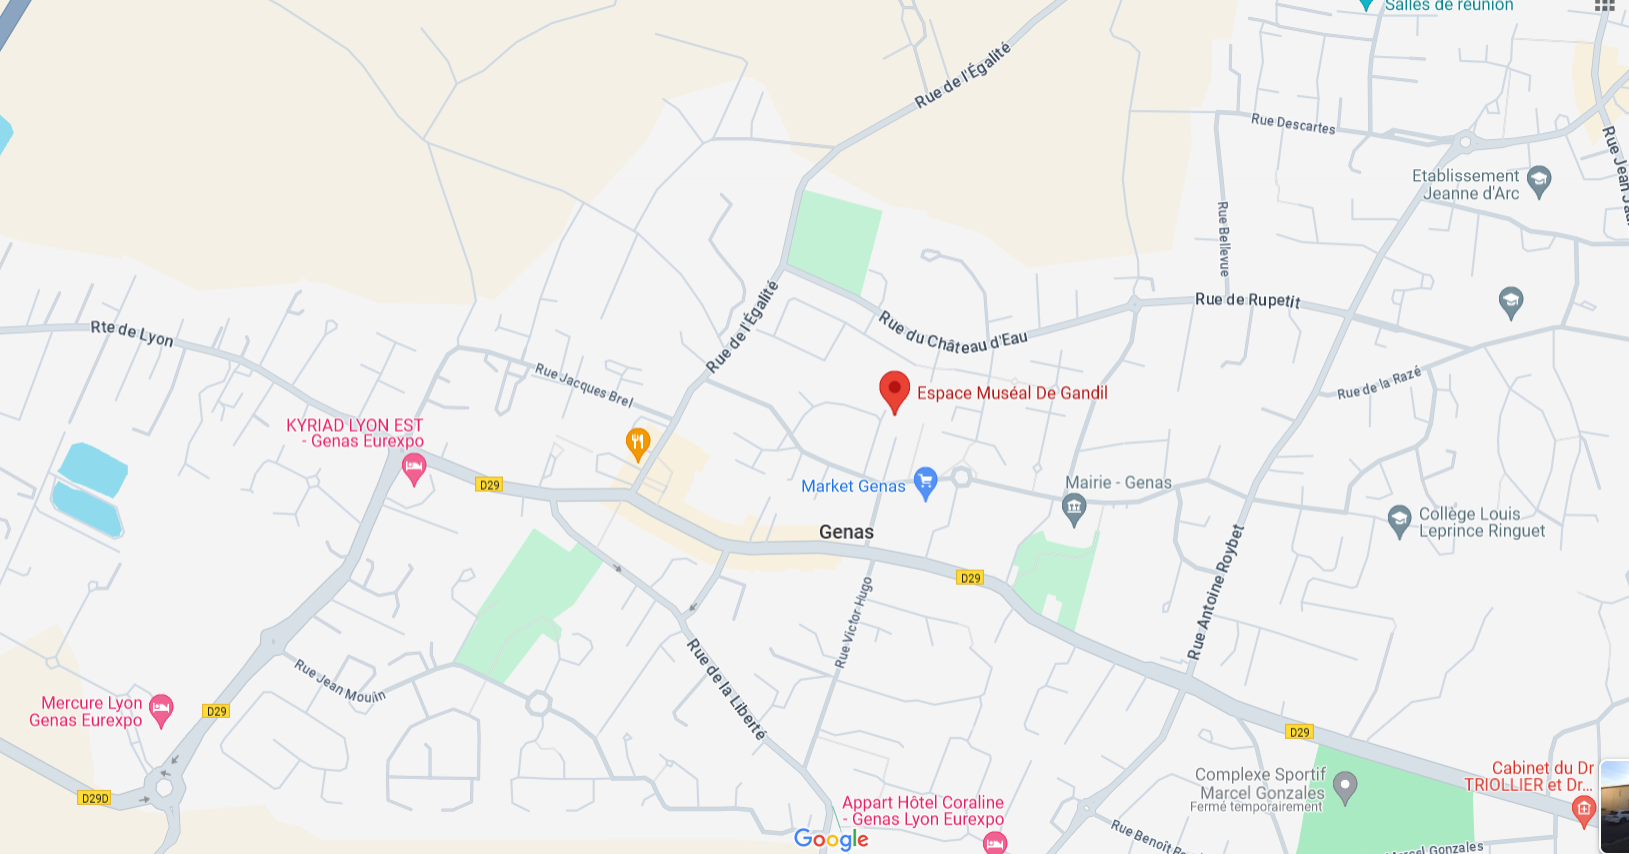 Salles de réunion
Rue de l'Égalité
Rue Descartes
Rue Jean Jau
Etablissement
Jeanne d'Arc
Rue Bellevue
Rue de Rupetit
Rte de Lyon
Rue de l'Égalité
Rue du Château d'Eau
Rue Jacques Brel
Espace Muséal De Gandil
Rue de la Razé
KYRIAD LYON EST
- Genas Eurexpo
D29
Market Genas
Mairie - Genas
Collège Louis
Leprince Ringuet
Genas
D29
Rue Antoine Roybet
Rue Victor Hugo
Rue Jean Moulin
Rue de la Liberté
Mercure Lyon
Genas Eurexpo
D29
D29
D29D
Complexe Sportif
Marcel Gonzales
Fermé temporairement
Cabinet du Dr
TRIOLLIER et Dr...
Appart Hôtel Coraline
- Genas Lyon Eurexpo
Google
Rue Benoît
Marcel Gonzales